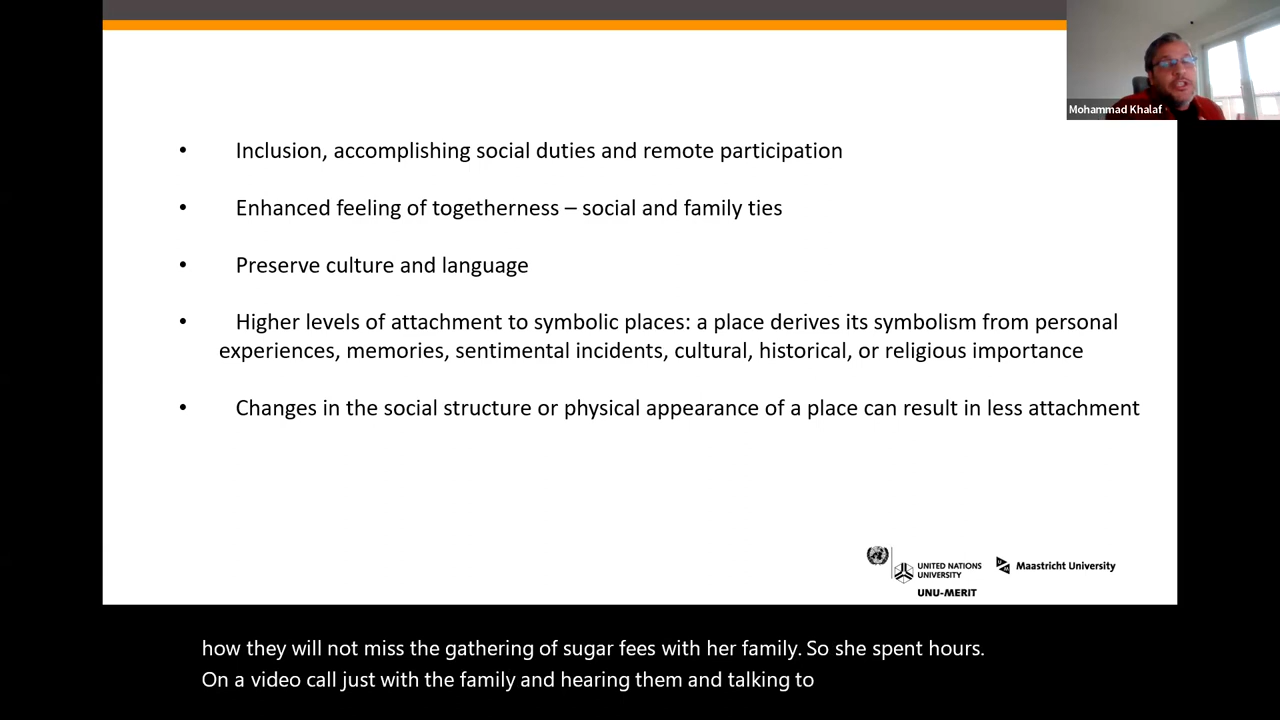 Mohammad Khalaf
• Inclusion, accomplishing social duties and remote participation
• Enhanced feeling of togetherness – social and family ties
• Preserve culture and language
• Higher levels of attachment to symbolic places: a place derives its symbolism from personal
experiences, memories, sentimental incidents, cultural, historical, or religious importance
• Changes in the social structure or physical appearance of a place can result in less attachment
UNITED NATIONS
UNIVERSITY
UNU-MERIT
Maastricht University
how they will not miss the gathering of sugar fees with her family. So she spent hours.
On a video call just with the family and hearing them and talking to